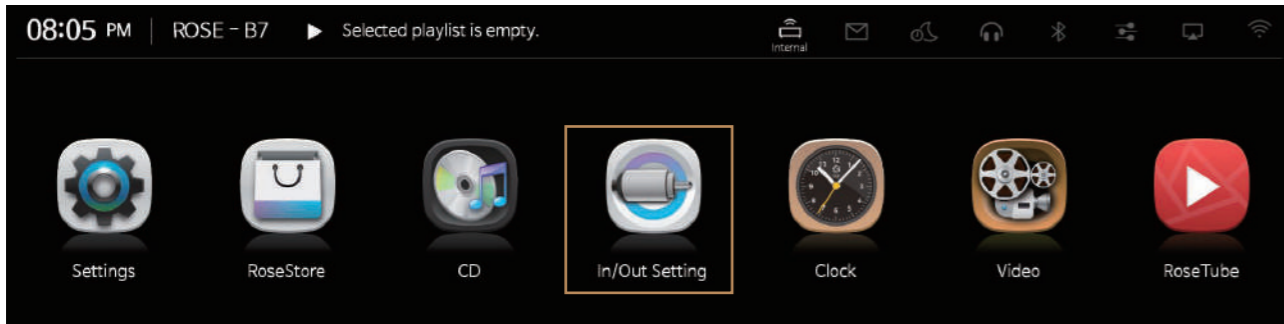 08:05 PM ROSE - B7 Selected playlist is empty.
Internal
Settings RoseStore CD In/Out Setting Clock Video RoseTube